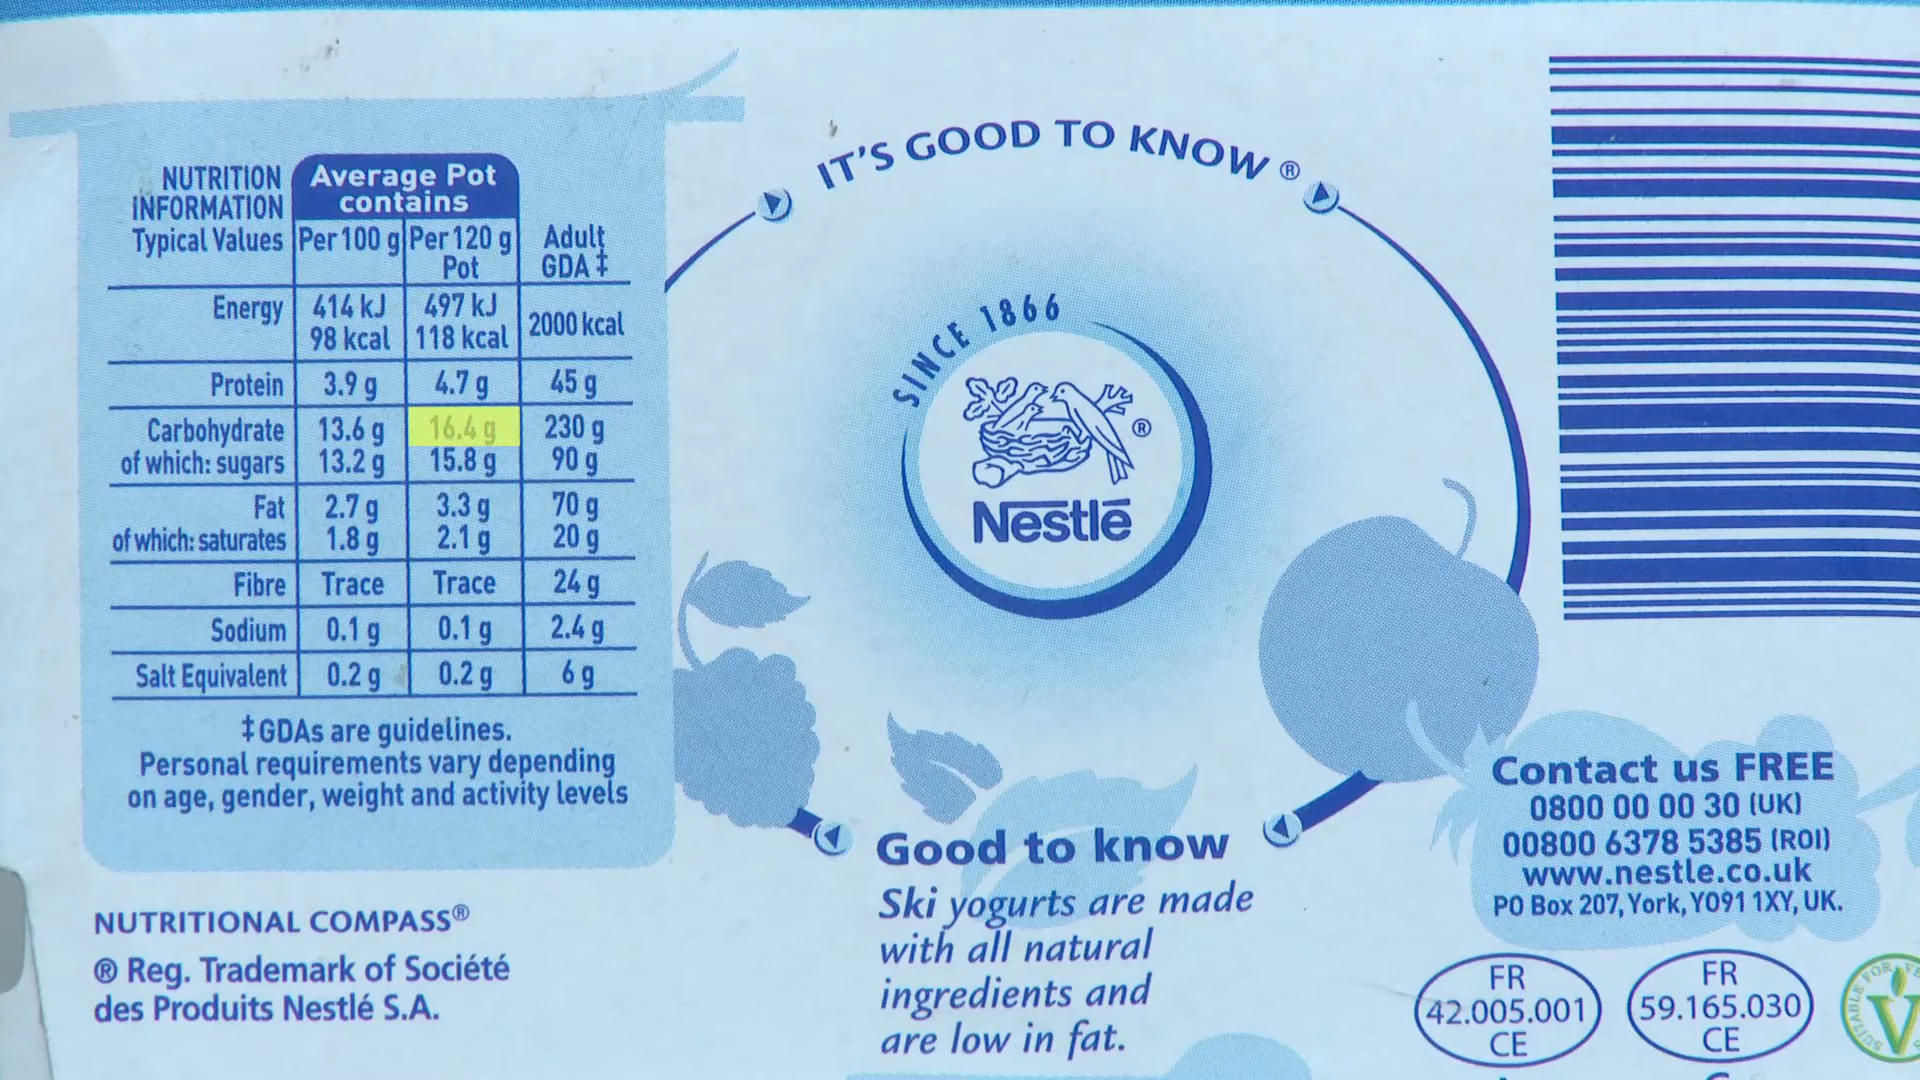 IT'S GOOD TO KNOW ®
NUTRITION
INFORMATION
Typical Values
Average Pot
contains
Per 100 g Per 120 g
Pot
Adult
GDA ‡
Energy 414 kJ 497 kJ 2000 kcal
98 kcal 118 kcal
Protein 3.9 g 4.7 g 45 g
Carbohydrate 13.6 g 16.4 g 230 g
of which: sugars 13.2 g 15.8 g 90 g
Fat 2.7 g 3.3 g 70 g
of which: saturates 1.8 g 2.1 g 20 g
Fibre Trace Trace 24 g
Sodium 0.1 g 0.1 g 2.4 g
Salt Equivalent 0.2 g 0.2 g 6 g
‡GDAs are guidelines.
Personal requirements vary depending
on age, gender, weight and activity levels
NUTRITIONAL COMPASS®
® Reg. Trademark of Société
des Produits Nestlé S.A.
SINCE 1866
®
Nestlé
Good to know
Ski yogurts are made
with all natural
ingredients and
are low in fat.
Contact us FREE
0800 00 00 30 (UK)
00800 6378 5385 (ROI)
www.nestle.co.uk
PO Box 207, York, YO91 1XY, UK.
FR
42.005.001
CE
FR
59.165.030
CE
SUITABLE FOR
V